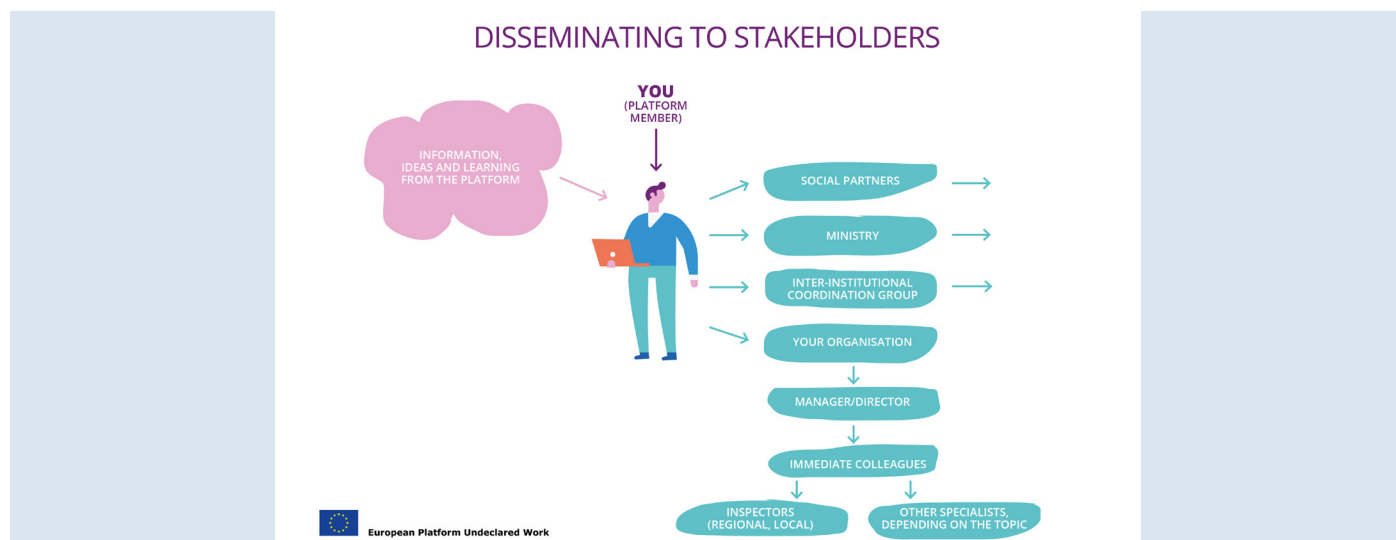 DISSEMINATING TO STAKEHOLDERS
YOU
(PLATFORM
MEMBER)
INFORMATION,
IDEAS AND LEARNING
FROM THE PLATFORM
SOCIAL PARTNERS
MINISTRY
INTER-INSTITUTIONAL
COORDINATION GROUP
YOUR ORGANISATION
MANAGER/DIRECTOR
IMMEDIATE COLLEAGUES
INSPECTORS
(REGIONAL, LOCAL)
OTHER SPECIALISTS,
DEPENDING ON THE TOPIC
European Platform Undeclared Work